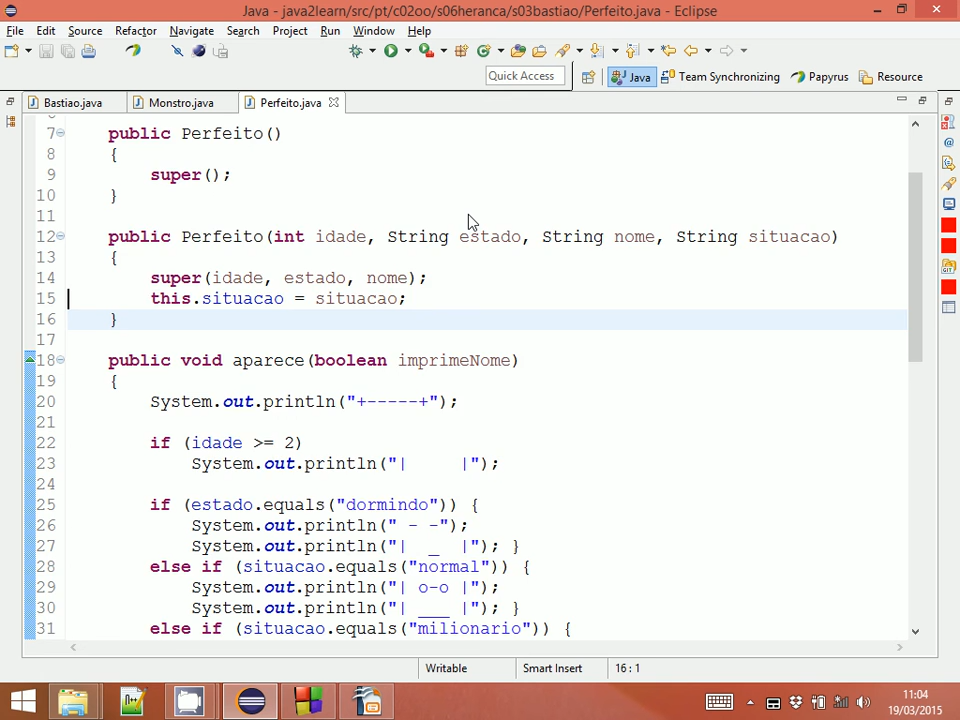 Java - java2learn/src/pt/c02oo/s06heranca/s03bastiao/Perfeito.java - Eclipse
File Edit Source Refactor Navigate Search Project Run Window Help
Quick Access Java Team Synchronizing Papyrus Resource
Bastiao.java Monstro.java Perfeito.java
7 public Perfeito()
8 {
9 super();
10 }
11
12 public Perfeito(int idade, String estado, String nome, String situacao)
13 {
14 super(idade, estado, nome);
15 this.situacao = situacao;
16 }
17
18 public void aparece(boolean imprimeNome)
19 {
20 System.out.println("+-----+");
21
22 if (idade >= 2)
23 System.out.println("|     |");
24
25 if (estado.equals("dormindo")) {
26 System.out.println(" - -");
27 System.out.println("|  _  |"); }
28 else if (situacao.equals("normal")) {
29 System.out.println("| o-o |");
30 System.out.println("| ___ |"); }
31 else if (situacao.equals("milionario")) {
Writable Smart Insert 16 : 1
11:04
19/03/2015